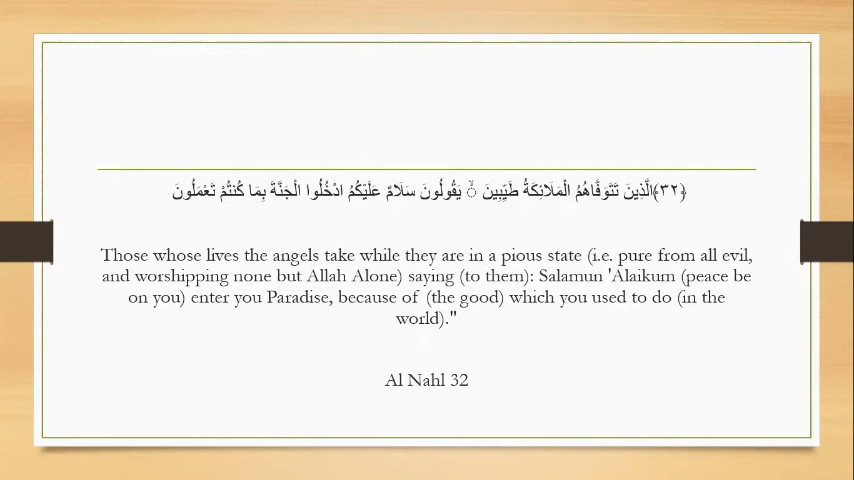 ﴿٣٢﴾الَّذِينَ تَتَوَفَّاهُمُ الْمَلَائِكَةُ طَيِّبِينَ ۙ يَقُولُونَ سَلَامٌ عَلَيْكُمُ ادْخُلُوا الْجَنَّةَ بِمَا كُنتُمْ تَعْمَلُونَ
Those whose lives the angels take while they are in a pious state (i.e. pure from all evil,
and worshipping none but Allah Alone) saying (to them): Salamun 'Alaikum (peace be
on you) enter you Paradise, because of (the good) which you used to do (in the
world)."
Al Nahl 32